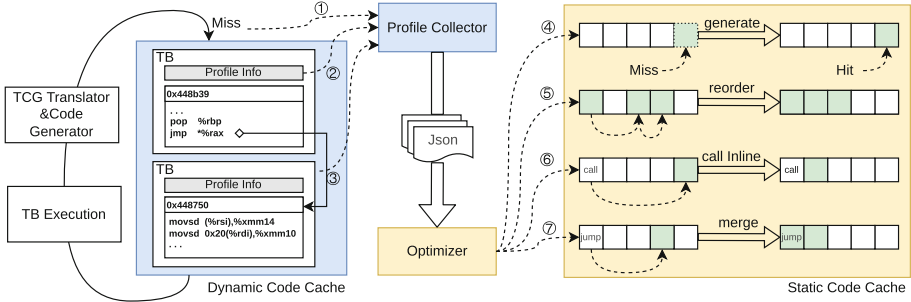 Miss
①
TCG Translator
&Code
Generator
TB Execution
TB
Profile Info
②
0x448b39
...
pop %rbp
jmp *%rax
③
TB
Profile Info
0x448750
movsd (%rsi),%xmm14
movsd 0x20(%rdi),%xmm10
...
Dynamic Code Cache
Profile Collector
Json
Optimizer
④
generate
Miss
Hit
⑤
reorder
⑥
call
call Inline
call
⑦
jump
merge
jump
Static Code Cache